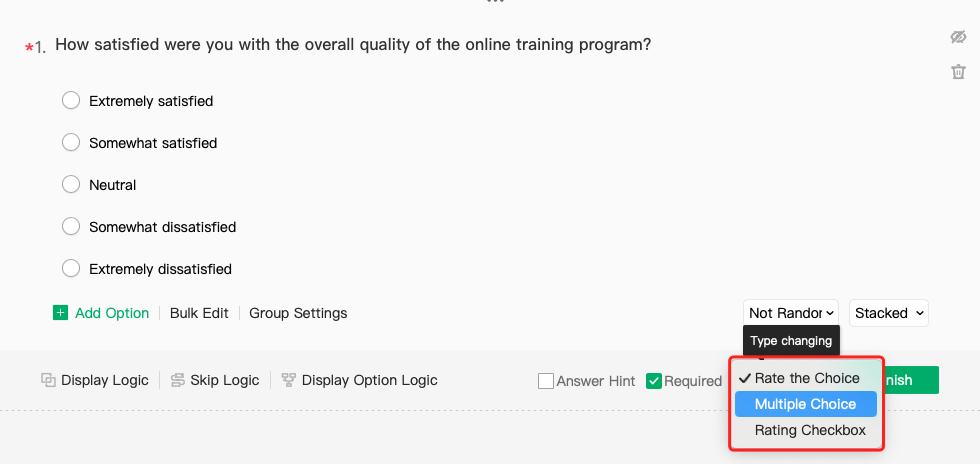 *1. How satisfied were you with the overall quality of the online training program?
Extremely satisfied
Somewhat satisfied
Neutral
Somewhat dissatisfied
Extremely dissatisfied
Add Option Bulk Edit Group Settings Not Randor Stacked
Type changing
Display Logic Skip Logic Display Option Logic Answer Hint Required nish
Rate the Choice
Multiple Choice
Rating Checkbox